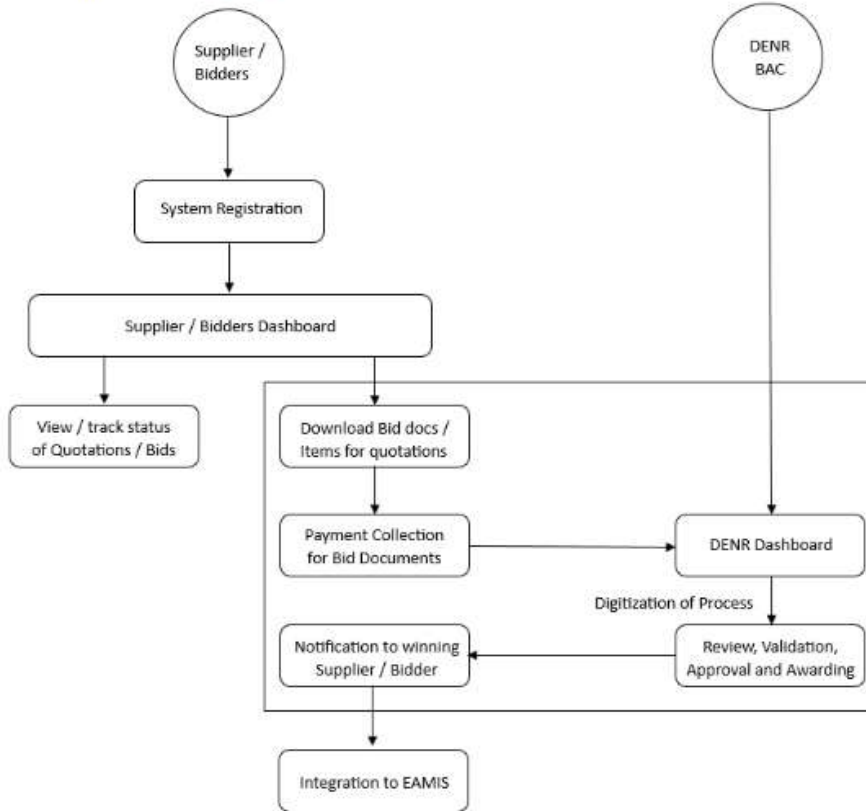 Supplier /
Bidders
DENR
BAC
System Registration
Supplier / Bidders Dashboard
View / track status
of Quotations / Bids
Download Bid docs /
Items for quotations
Payment Collection
for Bid Documents
DENR Dashboard
Digitization of Process
Notification to winning
Supplier / Bidder
Review, Validation,
Approval and Awarding
Integration to EAMIS